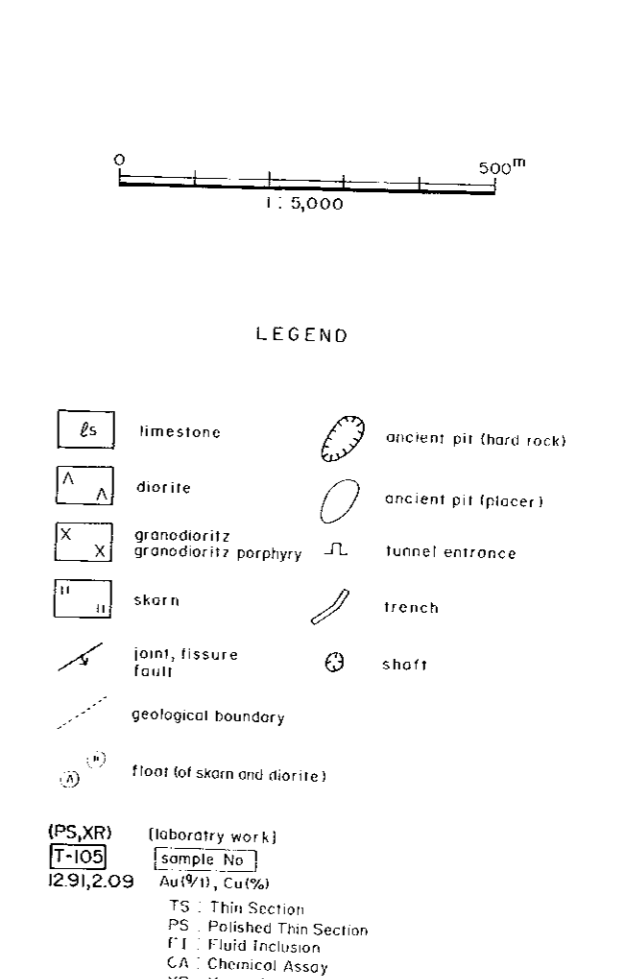 0 500m
1 : 5,000
LEGEND
ls limestone
ancient pit (hard rock)
Λ Λ diorite
ancient pit (placer)
X X granodioritz
granodioritz porphyry
tunnel entrance
" " skarn
trench
joint, fissure
fault
shaft
geological boundary
Λ " float (of skarn and diorite)
(PS,XR) [laboratry work]
T-105 sample No
12.91,2.09 Au(g/t), Cu(%)
TS : Thin Section
PS : Polished Thin Section
FI : Fluid Inclusion
CA : Chemical Assay